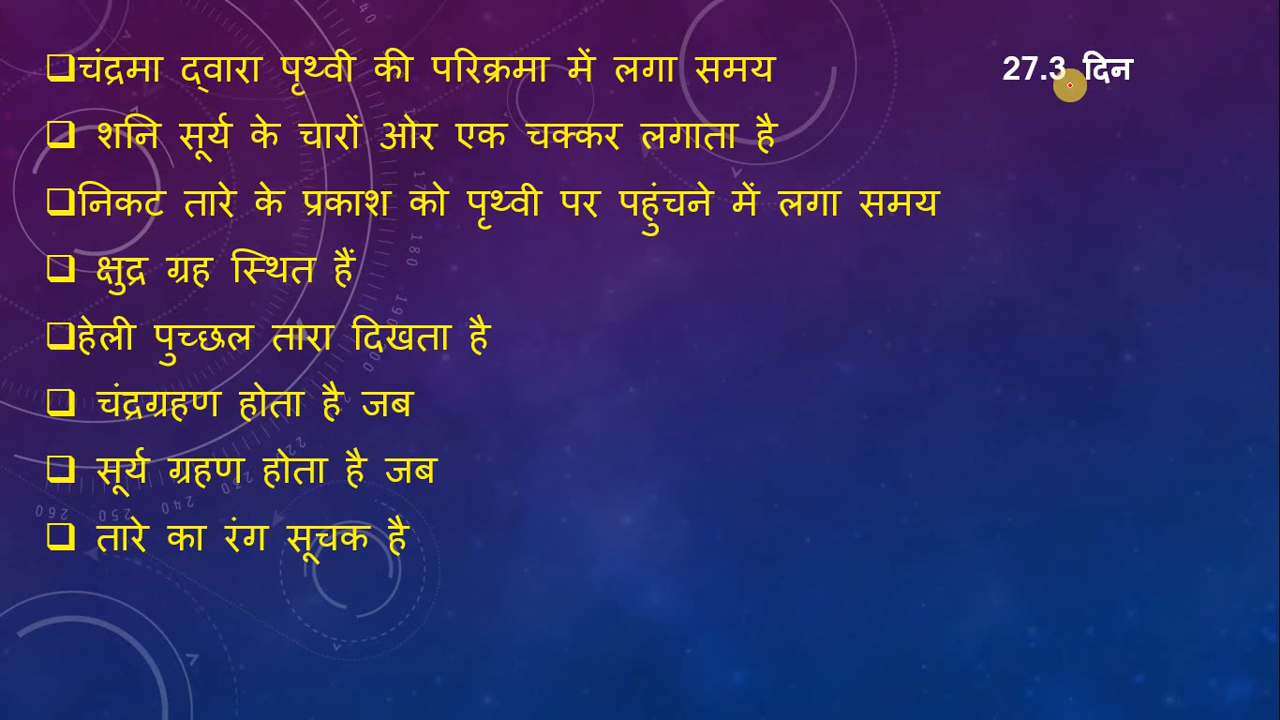 ❑चंद्रमा द्वारा पृथ्वी की परिक्रमा में लगा समय 27.3 दिन
❑ शनि सूर्य के चारों ओर एक चक्कर लगाता है
❑निकट तारे के प्रकाश को पृथ्वी पर पहुंचने में लगा समय
❑ क्षुद्र ग्रह स्थित हैं
❑हेली पुच्छल तारा दिखता है
❑ चंद्रग्रहण होता है जब
❑ सूर्य ग्रहण होता है जब
❑ तारे का रंग सूचक है